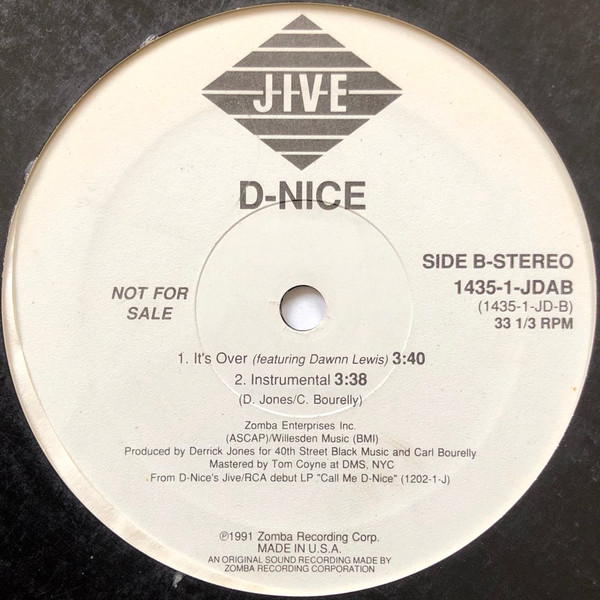 JIVE
D-NICE
SIDE B-STEREO
1435-1-JDAB
(1435-1-JD-B)
33 1/3 RPM
NOT FOR
SALE
1. It's Over (featuring Dawnn Lewis) 3:40
2. Instrumental 3:38
(D. Jones/C. Bourelly)
Zomba Enterprises Inc.
(ASCAP)/Willesden Music (BMI)
Produced by Derrick Jones for 40th Street Black Music and Carl Bourelly
Mastered by Tom Coyne at DMS, NYC
From D-Nice's Jive/RCA debut LP "Call Me D-Nice" (1202-1-J)
℗1991 Zomba Recording Corp.
MADE IN U.S.A.
AN ORIGINAL SOUND RECORDING MADE BY
ZOMBA RECORDING CORPORATION